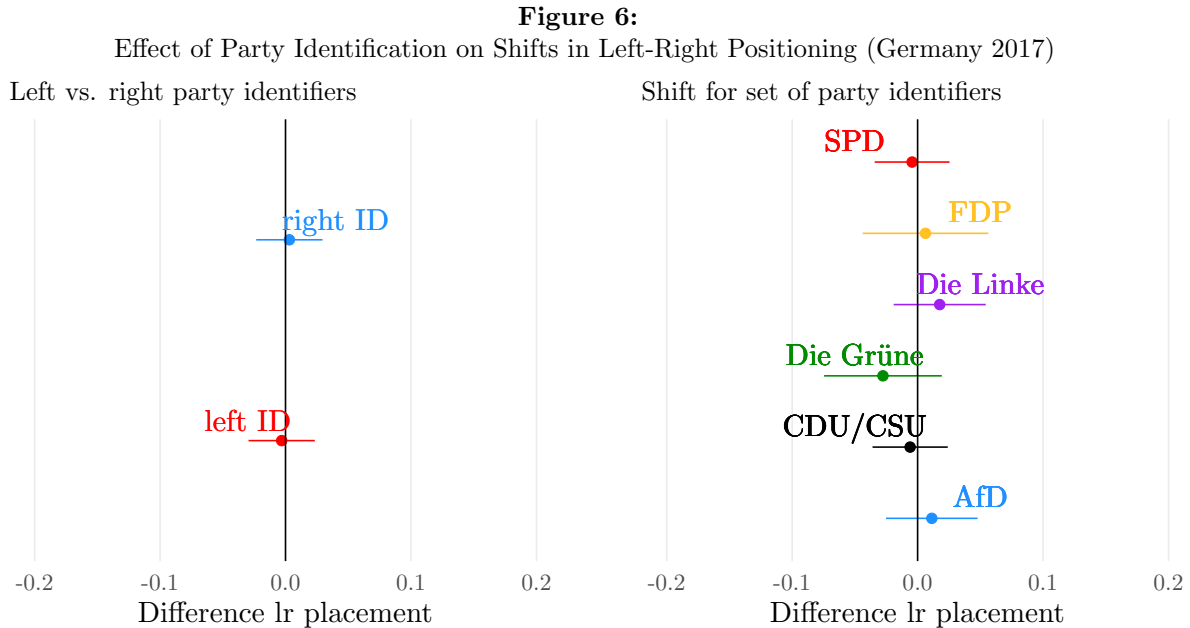 Figure 6:
Effect of Party Identification on Shifts in Left-Right Positioning (Germany 2017)
Left vs. right party identifiers
right ID
left ID
-0.2 -0.1 0.0 0.1 0.2
Difference lr placement
Shift for set of party identifiers
SPD
FDP
Die Linke
Die Grüne
CDU/CSU
AfD
-0.2 -0.1 0.0 0.1 0.2
Difference lr placement